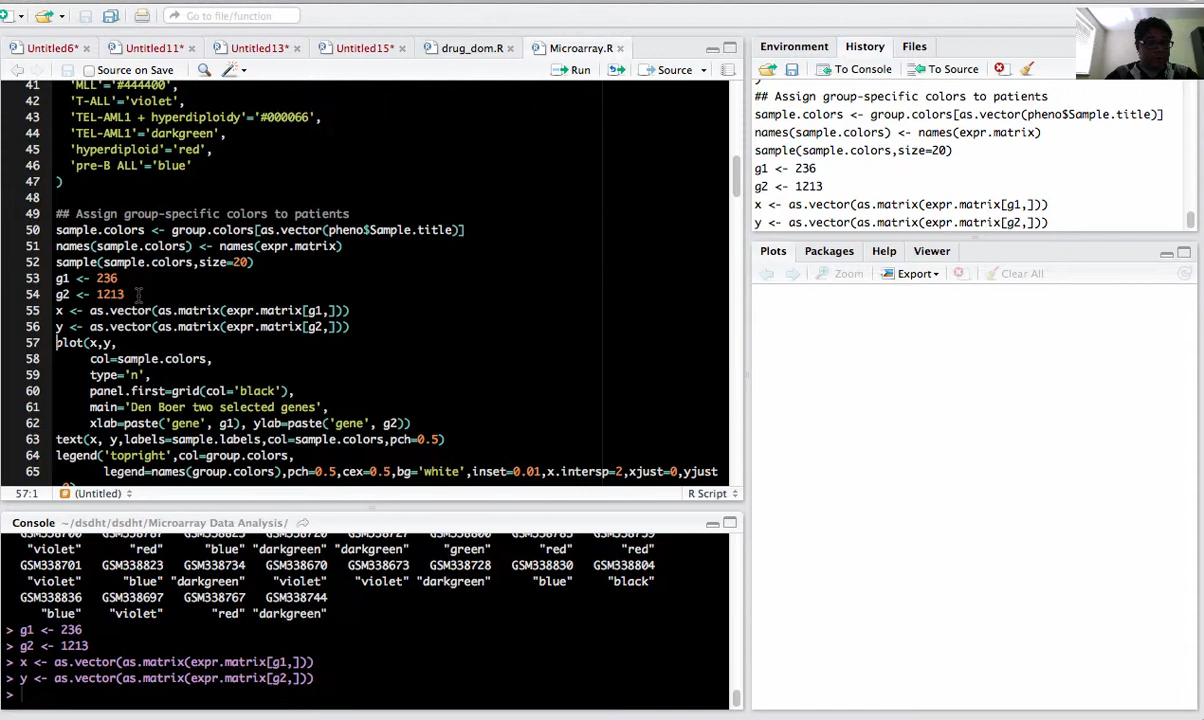 Go to file/function
Untitled6*
Untitled11*
Untitled13*
Untitled15*
drug_dom.R
Microarray.R
Source on Save
Run
Source
41 'MLL'='#444400',
42 'T-ALL'='violet',
43 'TEL-AML1 + hyperdiploidy'='#000066',
44 'TEL-AML1'='darkgreen',
45 'hyperdiploid'='red',
46 'pre-B ALL'='blue'
47 )
48
49 ## Assign group-specific colors to patients
50 sample.colors <- group.colors[as.vector(pheno$Sample.title)]
51 names(sample.colors) <- names(expr.matrix)
52 sample(sample.colors,size=20)
53 g1 <- 236
54 g2 <- 1213
55 x <- as.vector(as.matrix(expr.matrix[g1,]))
56 y <- as.vector(as.matrix(expr.matrix[g2,]))
57 plot(x,y,
58 col=sample.colors,
59 type='n',
60 panel.first=grid(col='black'),
61 main='Den Boer two selected genes',
62 xlab=paste('gene', g1), ylab=paste('gene', g2))
63 text(x, y,labels=sample.labels,col=sample.colors,pch=0.5)
64 legend('topright',col=group.colors,
65 legend=names(group.colors),pch=0.5,cex=0.5,bg='white',inset=0.01,x.intersp=2,xjust=0,yjust
57:1 (Untitled) R Script
Console ~/dsdht/dsdht/Microarray Data Analysis/
"violet" "red" "blue" "darkgreen" "darkgreen" "green" "red" "red"
GSM338701 GSM338823 GSM338734 GSM338670 GSM338673 GSM338728 GSM338830 GSM338804
"violet" "blue" "darkgreen" "violet" "violet" "darkgreen" "blue" "black"
GSM338836 GSM338697 GSM338767 GSM338744
"blue" "violet" "red" "darkgreen"
> g1 <- 236
> g2 <- 1213
> x <- as.vector(as.matrix(expr.matrix[g1,]))
> y <- as.vector(as.matrix(expr.matrix[g2,]))
>
Environment History Files
To Console To Source
## Assign group-specific colors to patients
sample.colors <- group.colors[as.vector(pheno$Sample.title)]
names(sample.colors) <- names(expr.matrix)
sample(sample.colors,size=20)
g1 <- 236
g2 <- 1213
x <- as.vector(as.matrix(expr.matrix[g1,]))
y <- as.vector(as.matrix(expr.matrix[g2,]))
Plots Packages Help Viewer
Zoom Export Clear All